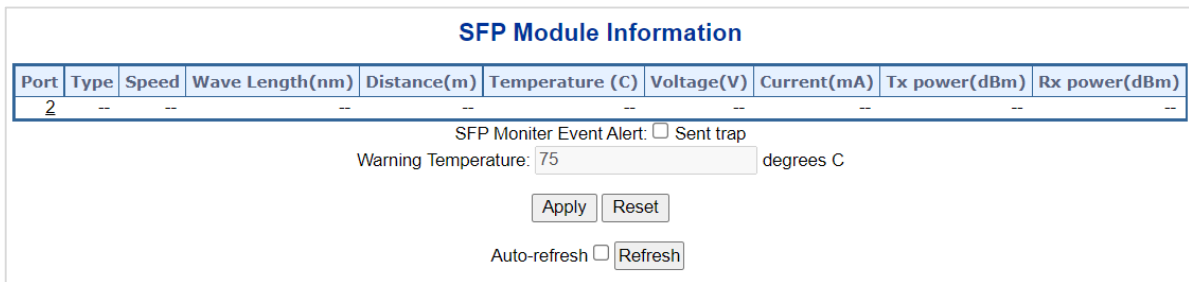 SFP Module Information
Port Type Speed Wave Length(nm) Distance(m) Temperature (C) Voltage(V) Current(mA) Tx power(dBm) Rx power(dBm)
2 -- -- -- -- -- -- -- -- --
SFP Moniter Event Alert: Sent trap
Warning Temperature: 75 degrees C
Apply Reset
Auto-refresh Refresh